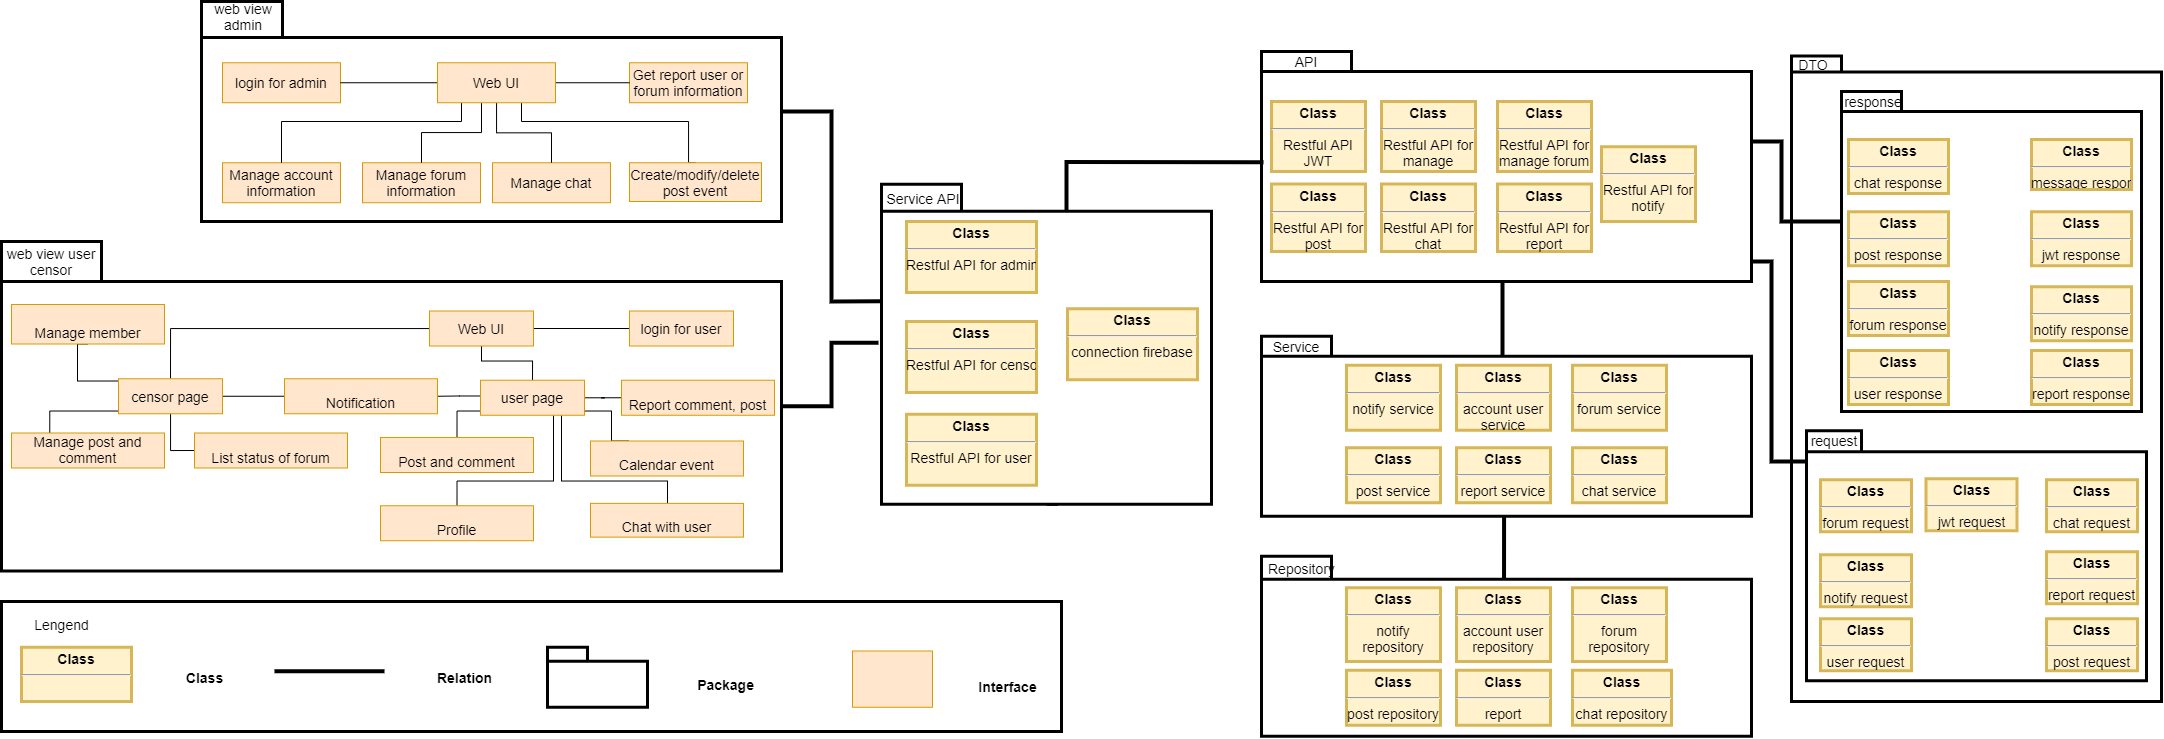 web view
admin
login for admin
Web UI
Get report user or
forum information
Manage account
information
Manage forum
information
Manage chat
Create/modify/delete
post event
web view user
censor
Manage member
Web UI
login for user
censor page
Notification
user page
Report comment, post
Manage post and
comment
List status of forum
Post and comment
Calendar event
Profile
Chat with user
Service API
Class
Restful API for admin
Class
Restful API for censo
Class
Restful API for user
Class
connection firebase
API
Class
Restful API
JWT
Class
Restful API for
manage
Class
Restful API for
manage forum
Class
Restful API for
notify
Class
Restful API for
post
Class
Restful API for
chat
Class
Restful API for
report
Service
Class
notify service
Class
account user
service
Class
forum service
Class
post service
Class
report service
Class
chat service
Repository
Class
notify
repository
Class
account user
repository
Class
forum
repository
Class
post repository
Class
report
Class
chat repository
DTO
response
Class
chat response
Class
message respor
Class
post response
Class
jwt response
Class
forum response
Class
notify response
Class
user response
Class
report response
request
Class
forum request
Class
jwt request
Class
chat request
Class
notify request
Class
report request
Class
user request
Class
post request
Lengend
Class
Class
Relation
Package
Interface